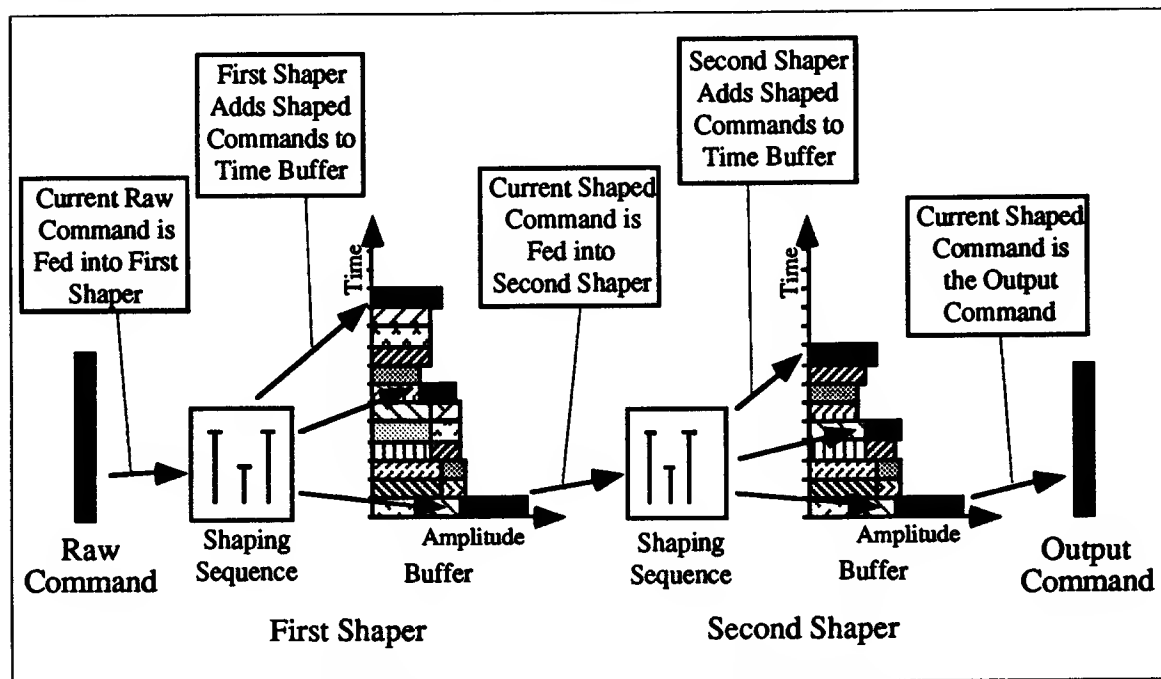 First Shaper
Adds Shaped
Commands to
Time Buffer
Second Shaper
Adds Shaped
Commands to
Time Buffer
Current Raw
Command is
Fed into First
Shaper
Current Shaped
Command is
Fed into
Second Shaper
Current Shaped
Command is
the Output
Command
Time
Time
Raw
Command
Shaping
Sequence
Amplitude
Buffer
Shaping
Sequence
Amplitude
Buffer
Output
Command
First Shaper
Second Shaper